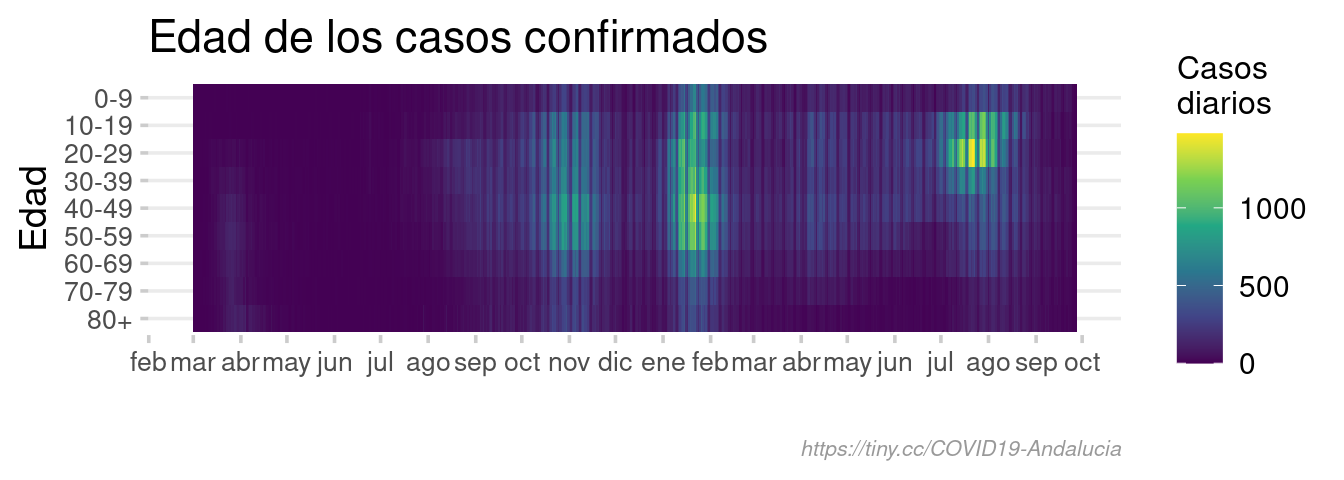 Edad de los casos confirmados
Casos
diarios
0-9
10-19
20-29
30-39
40-49
50-59
60-69
70-79
80+
Edad
1000
500
0
feb mar abr may jun jul ago sep oct nov dic ene feb mar abr may jun jul ago sep oct
https://tiny.cc/COVID19-Andalucia